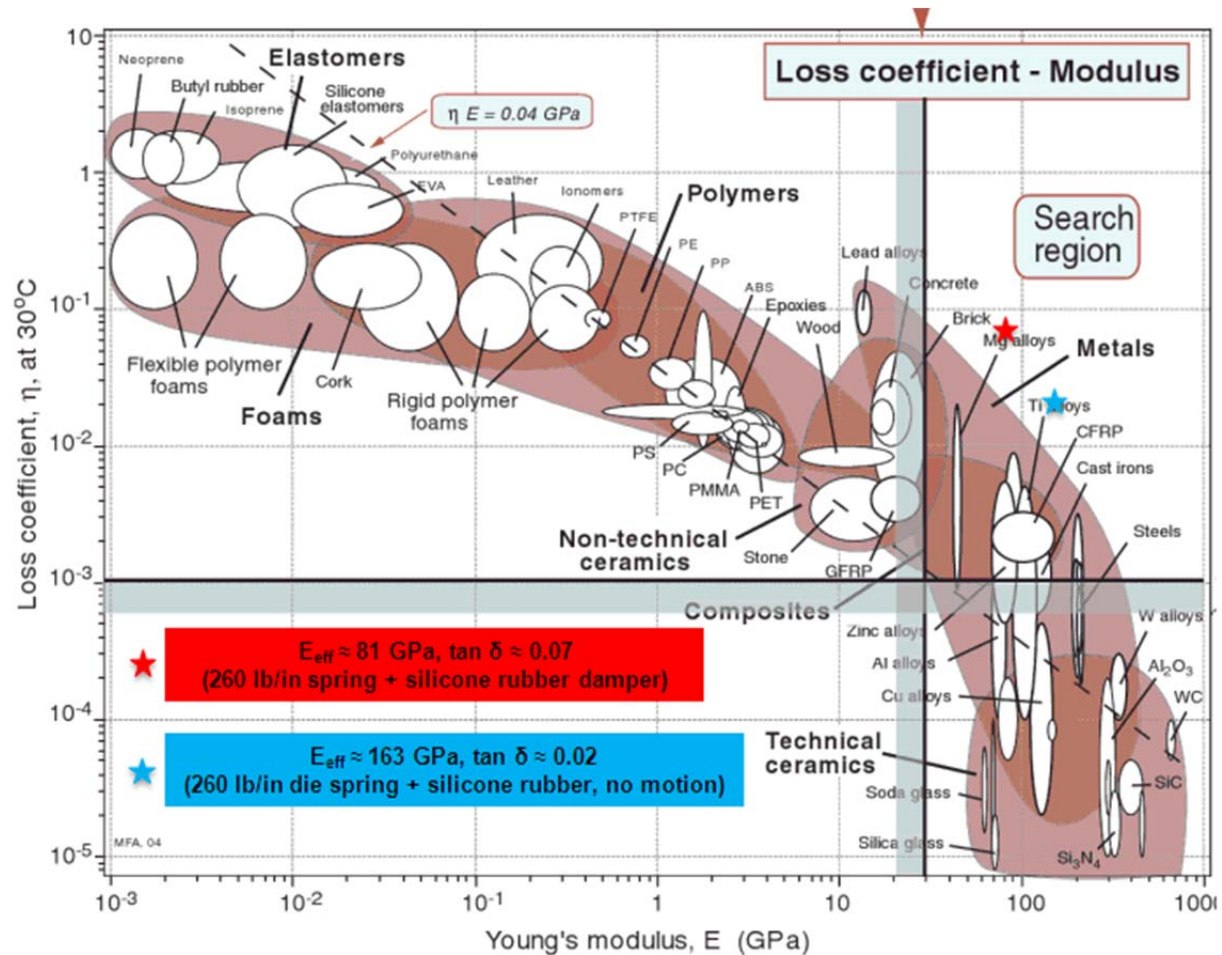 Loss coefficient - Modulus
η E = 0.04 GPa
Search
region
Elastomers
Neoprene
Butyl rubber
Isoprene
Silicone
elastomers
Polyurethane
EVA
Leather
Ionomers
PTFE
PE
PP
Polymers
ABS
Epoxies
Wood
Lead alloys
Concrete
Brick
Mg alloys
Metals
Ti alloys
CFRP
Cast irons
Steels
Flexible polymer
foams
Foams
Cork
Rigid polymer
foams
PS
PC
PMMA
PET
Non-technical
ceramics
Stone
GFRP
Composites
Zinc alloys
Al alloys
Cu alloys
W alloys
Al₂O₃
WC
Technical
ceramics
Soda glass
Silica glass
SiC
Si₃N₄
E_eff ≈ 81 GPa, tan δ ≈ 0.07
(260 lb/in spring + silicone rubber damper)
E_eff ≈ 163 GPa, tan δ ≈ 0.02
(260 lb/in die spring + silicone rubber, no motion)
MFA, 04
Loss coefficient, η, at 30°C
10
1
10⁻¹
10⁻²
10⁻³
10⁻⁴
10⁻⁵
10⁻³ 10⁻² 10⁻¹ 1 10 100
Young's modulus, E (GPa)